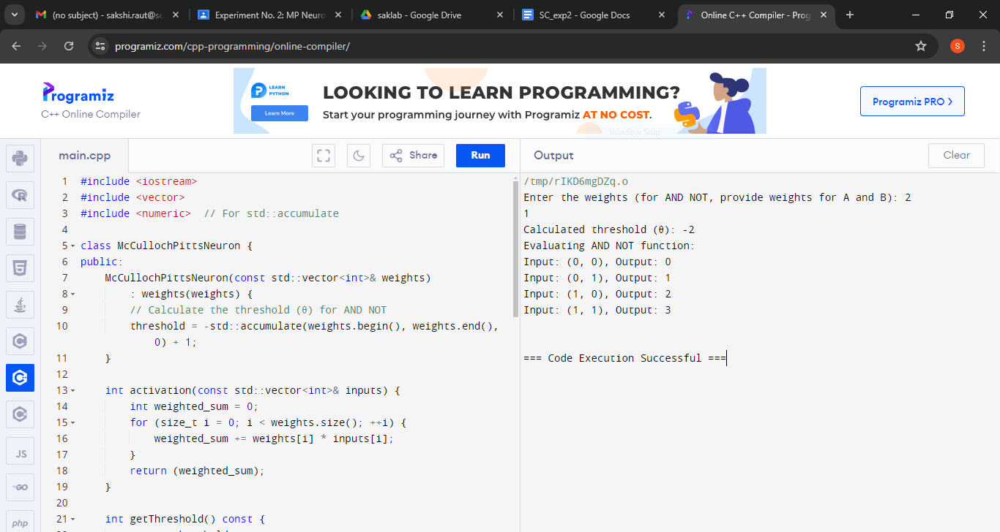 (no subject) - sakshi.raut@sc
Experiment No. 2: MP Neuro
saklab - Google Drive
SC_exp2 - Google Docs
Online C++ Compiler - Prog
programiz.com/cpp-programming/online-compiler/
S
Programiz
C++ Online Compiler
LEARN
PYTHON
Learn More
LOOKING TO LEARN PROGRAMMING?
Start your programming journey with Programiz AT NO COST.
Window Snip
Programiz PRO >
main.cpp
Share
Run
Output
Clear
1 #include <iostream>
2 #include <vector>
3 #include <numeric>  // For std::accumulate
4
5 class McCullochPittsNeuron {
6 public:
7     McCullochPittsNeuron(const std::vector<int>& weights)
8         : weights(weights) {
9         // Calculate the threshold (θ) for AND NOT
10         threshold = -std::accumulate(weights.begin(), weights.end(),
0) + 1;
11     }
12
13     int activation(const std::vector<int>& inputs) {
14         int weighted_sum = 0;
15         for (size_t i = 0; i < weights.size(); ++i) {
16             weighted_sum += weights[i] * inputs[i];
17         }
18         return (weighted_sum);
19     }
20
21     int getThreshold() const {
/tmp/rIKD6mgDZq.o
Enter the weights (for AND NOT, provide weights for A and B): 2
1
Calculated threshold (θ): -2
Evaluating AND NOT function:
Input: (0, 0), Output: 0
Input: (0, 1), Output: 1
Input: (1, 0), Output: 2
Input: (1, 1), Output: 3
=== Code Execution Successful ===
JS
GO
php